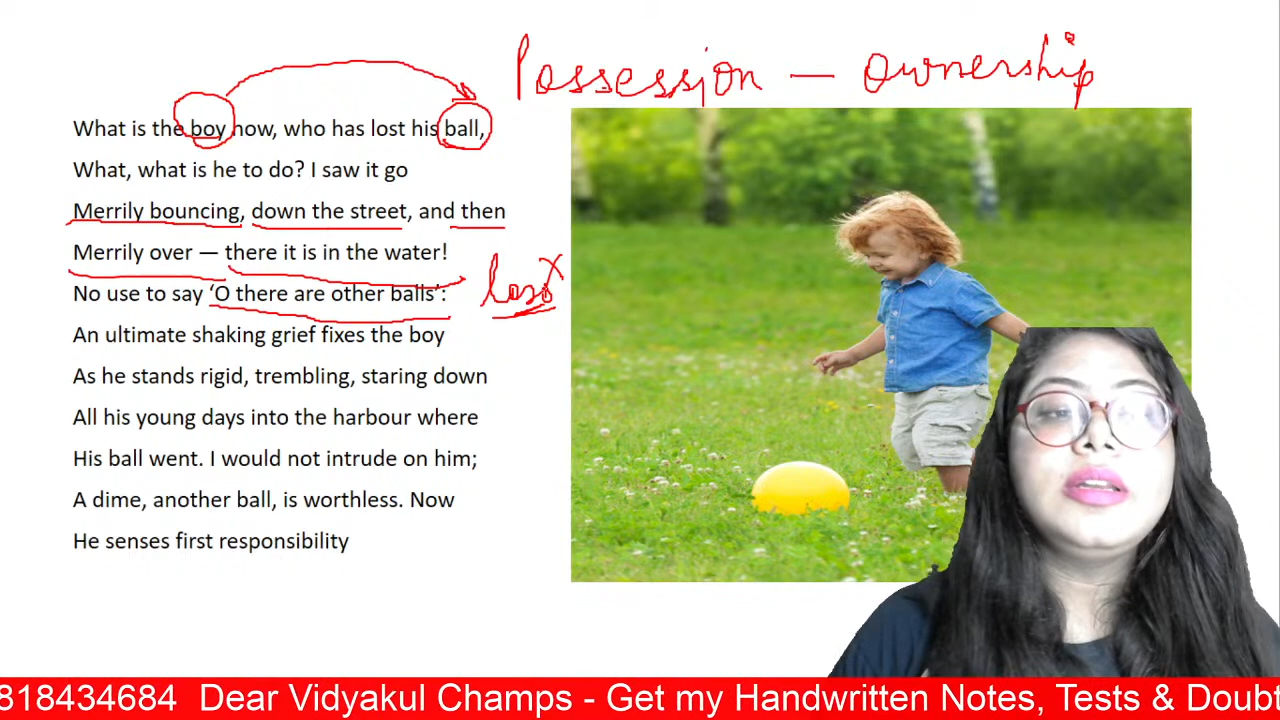 Possession — ownership
What is the boy now, who has lost his ball,
What, what is he to do? I saw it go
Merrily bouncing, down the street, and then
Merrily over — there it is in the water!
No use to say ‘O there are other balls’:
An ultimate shaking grief fixes the boy
As he stands rigid, trembling, staring down
All his young days into the harbour where
His ball went. I would not intrude on him;
A dime, another ball, is worthless. Now
He senses first responsibility
818434684 Dear Vidyakul Champs - Get my Handwritten Notes, Tests & Doubt